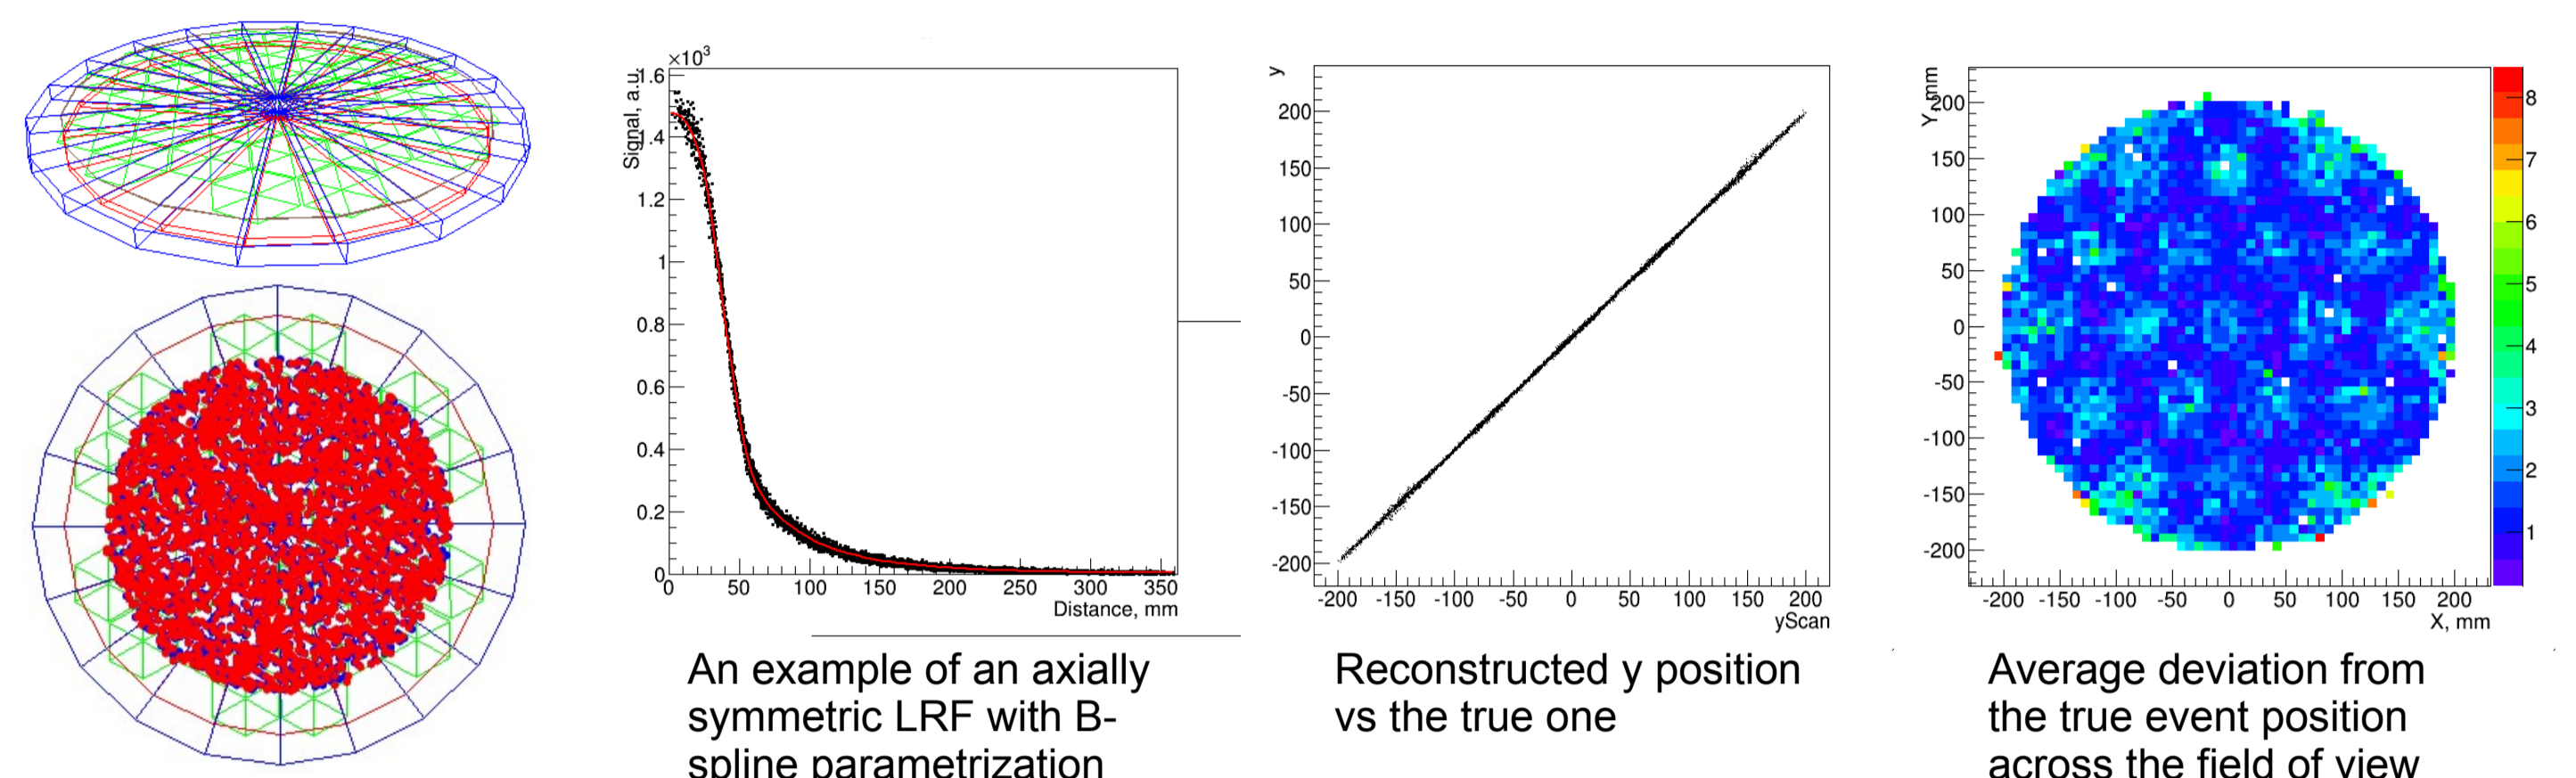 ×10³
Signal, a.u.
1.6
1.4
1.2
1
0.8
0.6
0.4
0.2
0
0 50 100 150 200 250 300 350
Distance, mm
An example of an axially
symmetric LRF with B-
spline parametrization
y
200
150
100
50
0
-50
-100
-150
-200
-200 -150 -100 -50 0 50 100 150 200
yScan
Reconstructed y position
vs the true one
Y, mm
200
150
100
50
0
-50
-100
-150
-200
-200 -150 -100 -50 0 50 100 150 200
X, mm
8
7
6
5
4
3
2
1
Average deviation from
the true event position
across the field of view